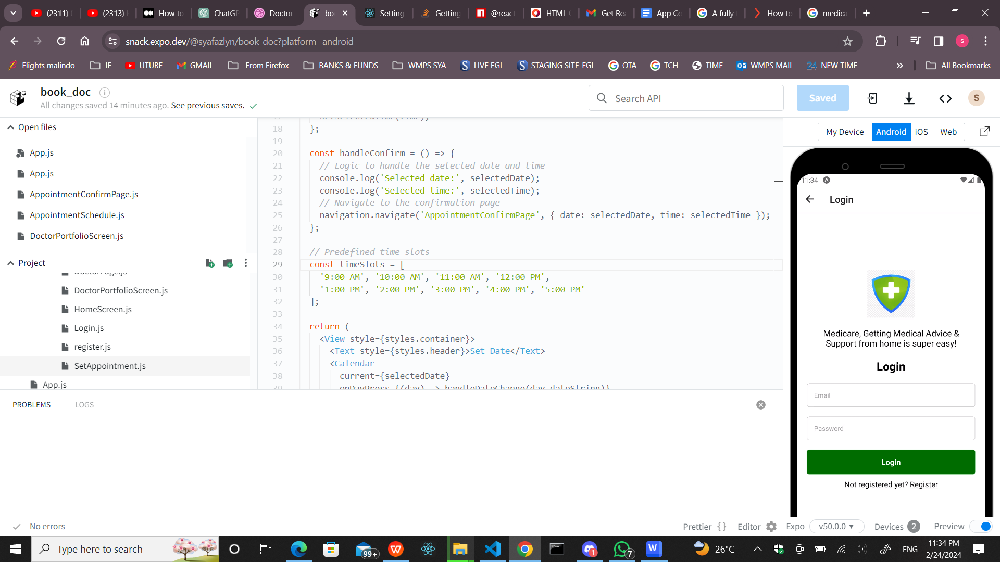 (2311)
(2313)
How to
ChatGP
Doctor
bo
Setting
Getting
@react
HTML
Get Rea
App Co
A fully
How to
medica
snack.expo.dev/@syafazlyn/book_doc?platform=android
S
Flights malindo
IE
UTUBE
GMAIL
From Firefox
BANKS & FUNDS
WMPS SYA
LIVE EGL
STAGING SITE-EGL
OTA
TCH
TIME
WMPS MAIL
NEW TIME
All Bookmarks
book_doc
All changes saved 14 minutes ago. See previous saves.
Search API
Saved
S
Open files
App.js
App.js
AppointmentConfirmPage.js
AppointmentSchedule.js
DoctorPortfolioScreen.js
Project
DoctorPage.js
DoctorPortfolioScreen.js
HomeScreen.js
Login.js
register.js
SetAppointment.js
App.js
17 setSelectedTime(time);
18 };
19
20 const handleConfirm = () => {
21 // Logic to handle the selected date and time
22 console.log('Selected date:', selectedDate);
23 console.log('Selected time:', selectedTime);
24 // Navigate to the confirmation page
25 navigation.navigate('AppointmentConfirmPage', { date: selectedDate, time: selectedTime });
26 };
27
28 // Predefined time slots
29 const timeSlots = [
30 '9:00 AM', '10:00 AM', '11:00 AM', '12:00 PM',
31 '1:00 PM', '2:00 PM', '3:00 PM', '4:00 PM', '5:00 PM'
32 ];
33
34 return (
35 <View style={styles.container}>
36 <Text style={styles.header}>Set Date</Text>
37 <Calendar
38 current={selectedDate}
39 onDayPress={(day) => handleDateChange(day.dateString)}
My Device
Android
iOS
Web
11:34
Login
Medicare, Getting Medical Advice &
Support from home is super easy!
Login
Email
Password
Login
Not registered yet? Register
PROBLEMS
LOGS
No errors
Prettier { }
Editor
Expo
v50.0.0
Devices 2
Preview
Type here to search
99+
1
7
26°C
ENG
11:34 PM
2/24/2024